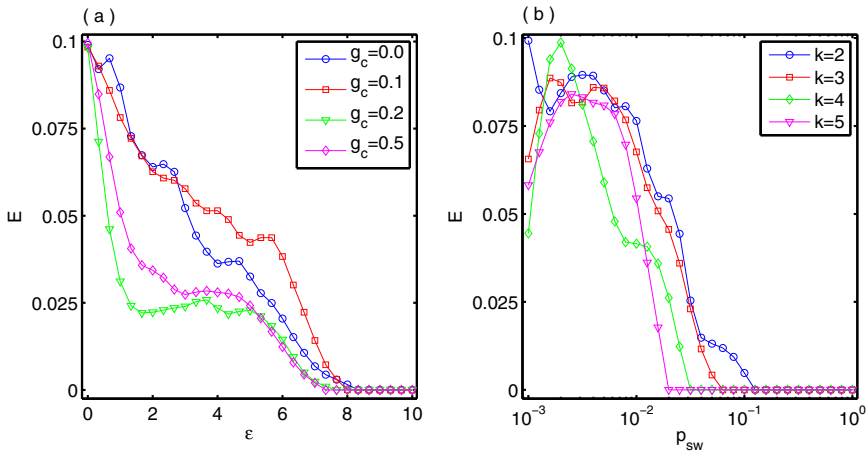 ( a )
g_c=0.0
g_c=0.1
g_c=0.2
g_c=0.5
0.1
0.075
0.05
0.025
0
E
0 2 4 6 8 10
ε
( b )
k=2
k=3
k=4
k=5
0.1
0.075
0.05
0.025
0
E
10^-3 10^-2 10^-1 10^0
p_sw